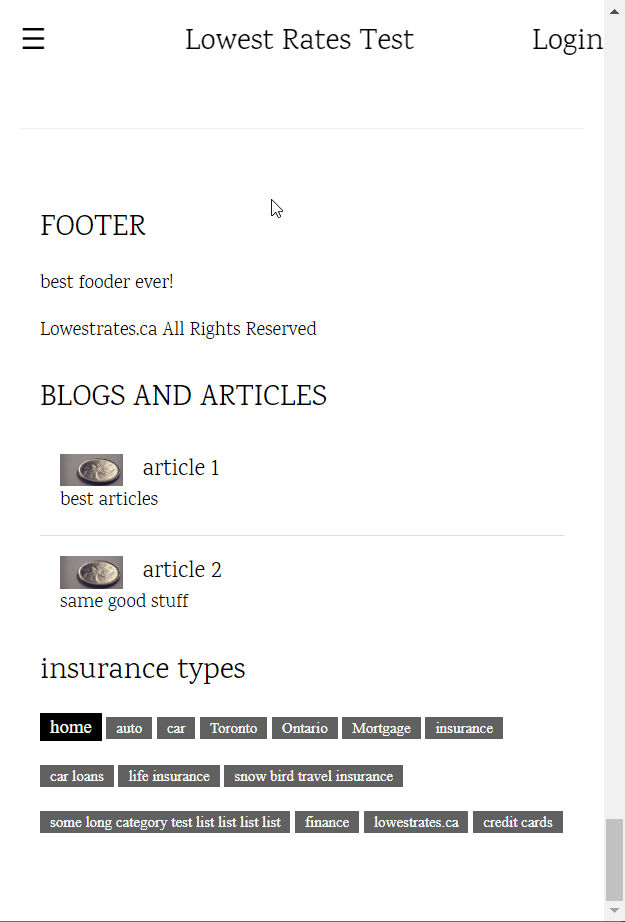 ☰ Lowest Rates Test Login
FOOTER
best fooder ever!
Lowestrates.ca All Rights Reserved
BLOGS AND ARTICLES
article 1
best articles
article 2
same good stuff
insurance types
home auto car Toronto Ontario Mortgage insurance
car loans life insurance snow bird travel insurance
some long category test list list list list finance lowestrates.ca credit cards